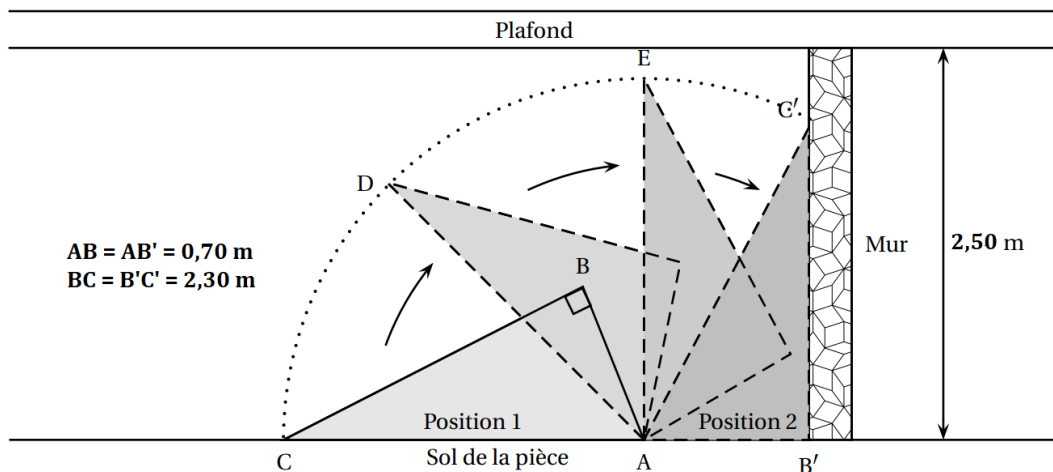 Plafond
E
C′
D
AB = AB' = 0,70 m
BC = B'C' = 2,30 m
B
Mur
2,50 m
Position 1
Position 2
C
Sol de la pièce
A
B′